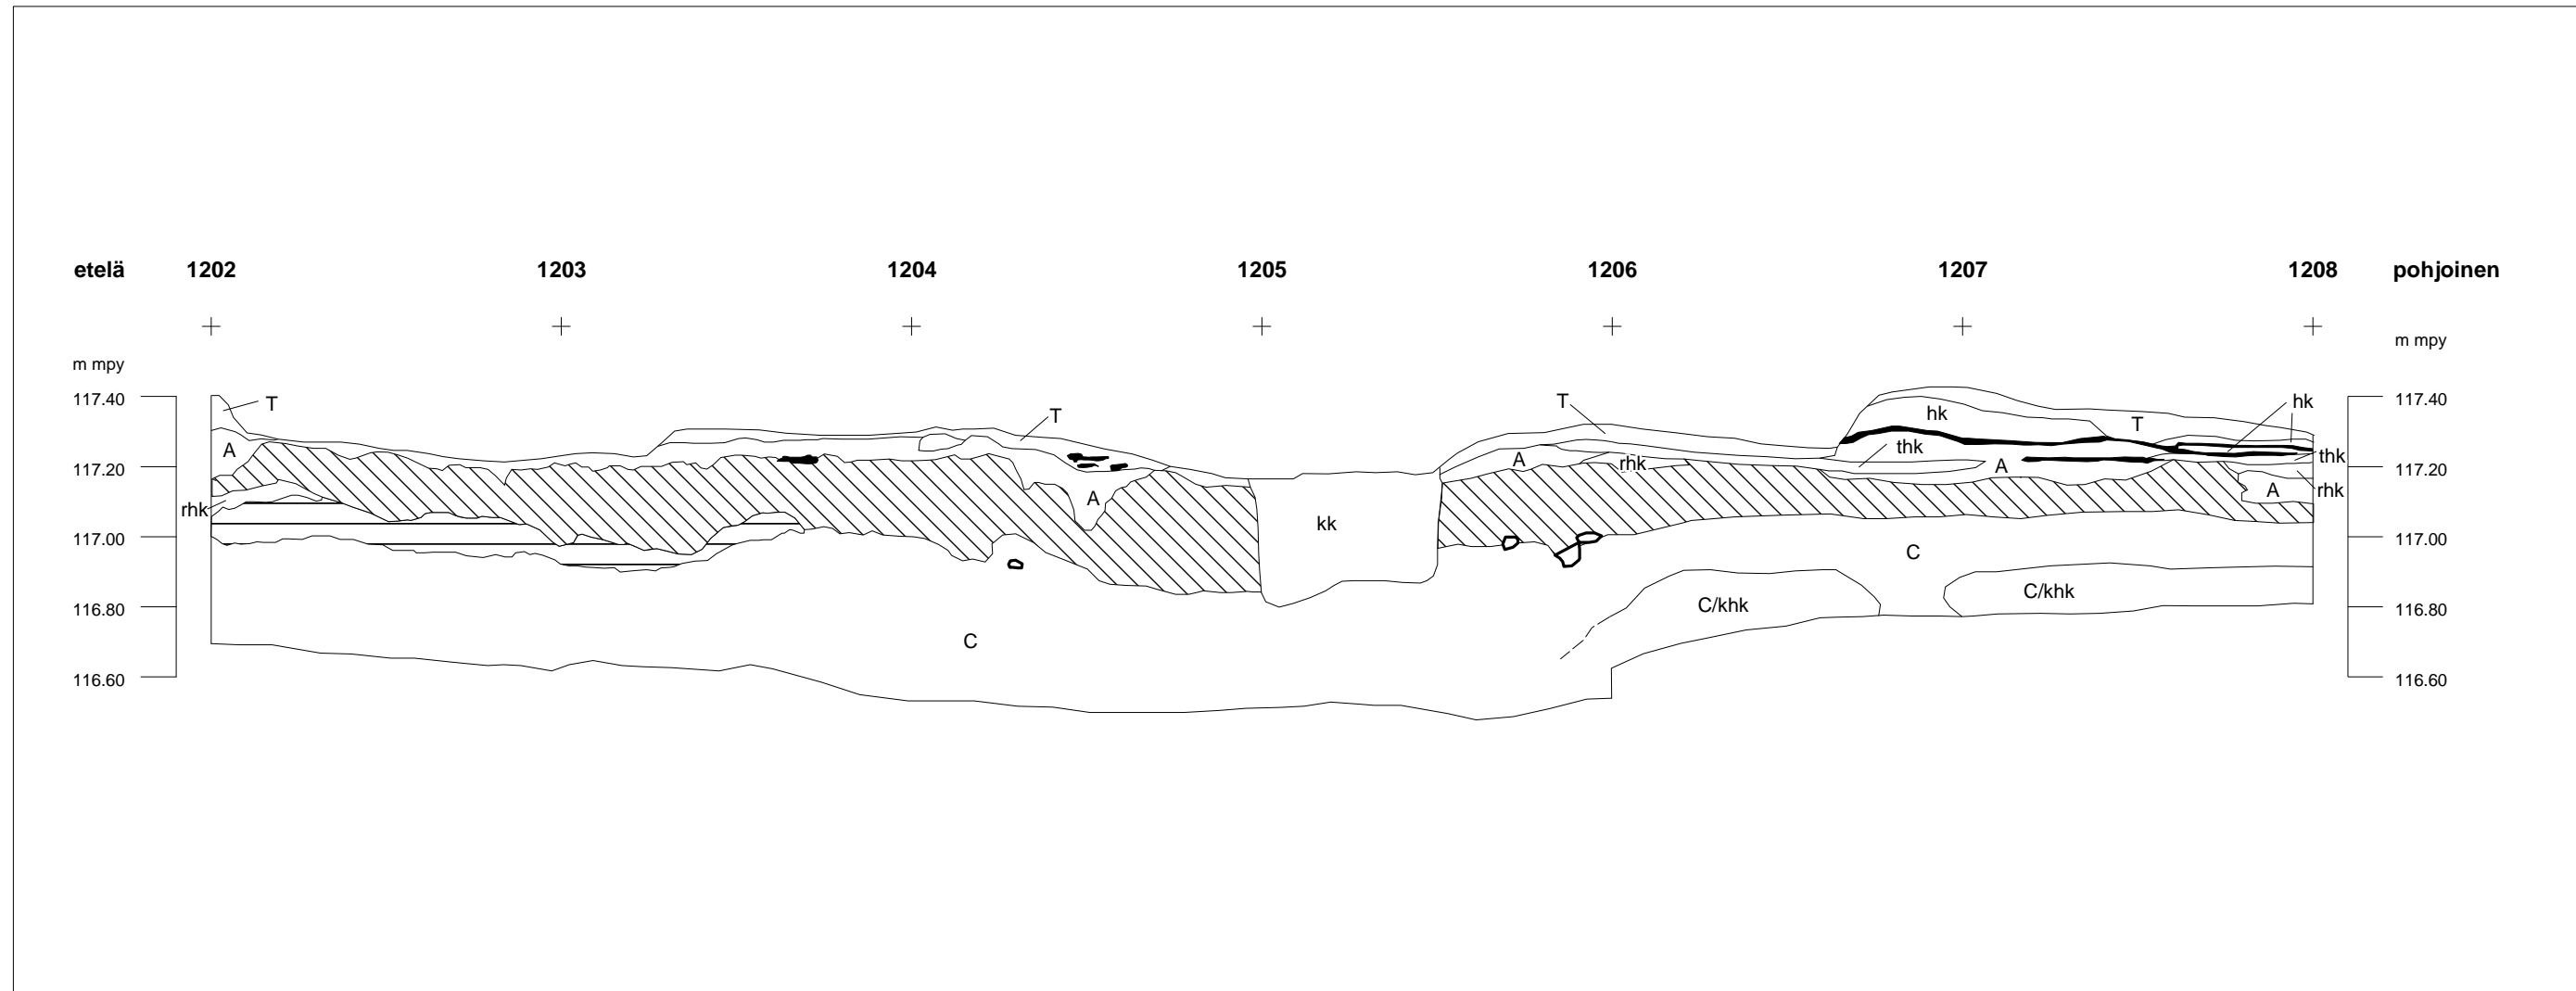 etelä 1202 1203 1204 1205 1206 1207 1208 pohjoinen
m mpy
m mpy
117.40
117.20
117.00
116.80
116.60
117.40
117.20
117.00
116.80
116.60
T
T
T
hk
T
hk
A
A
rhk
thk
A
thk
rhk
A
kk
A
rhk
C
C/khk
C/khk
C